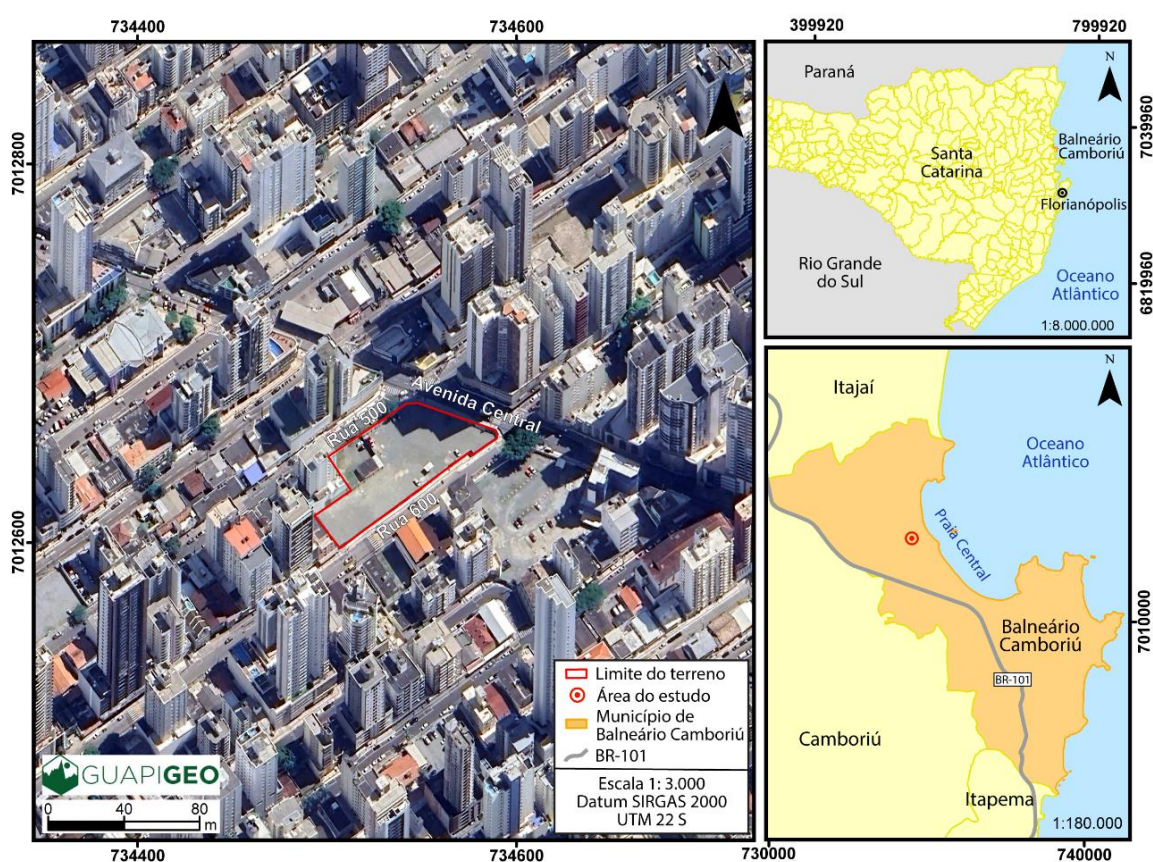 734400
734600
399920
799920
7012800
7012600
N
Avenida Central
Rua 500
Rua 600
Limite do terreno
Área do estudo
Município de
Balneário Camboriú
BR-101
Escala 1: 3.000
Datum SIRGAS 2000
UTM 22 S
GUAPIGEO
0 40 80
m
734400
734600
N
Paraná
Santa
Catarina
Balneário
Camboriú
Florianópolis
Rio Grande
do Sul
Oceano
Atlântico
1:8.000.000
7039960
6819960
N
Itajaí
Oceano
Atlântico
Praia Central
Balneário
Camboriú
BR-101
Camboriú
Itapema
1:180.000
7010000
730000
740000